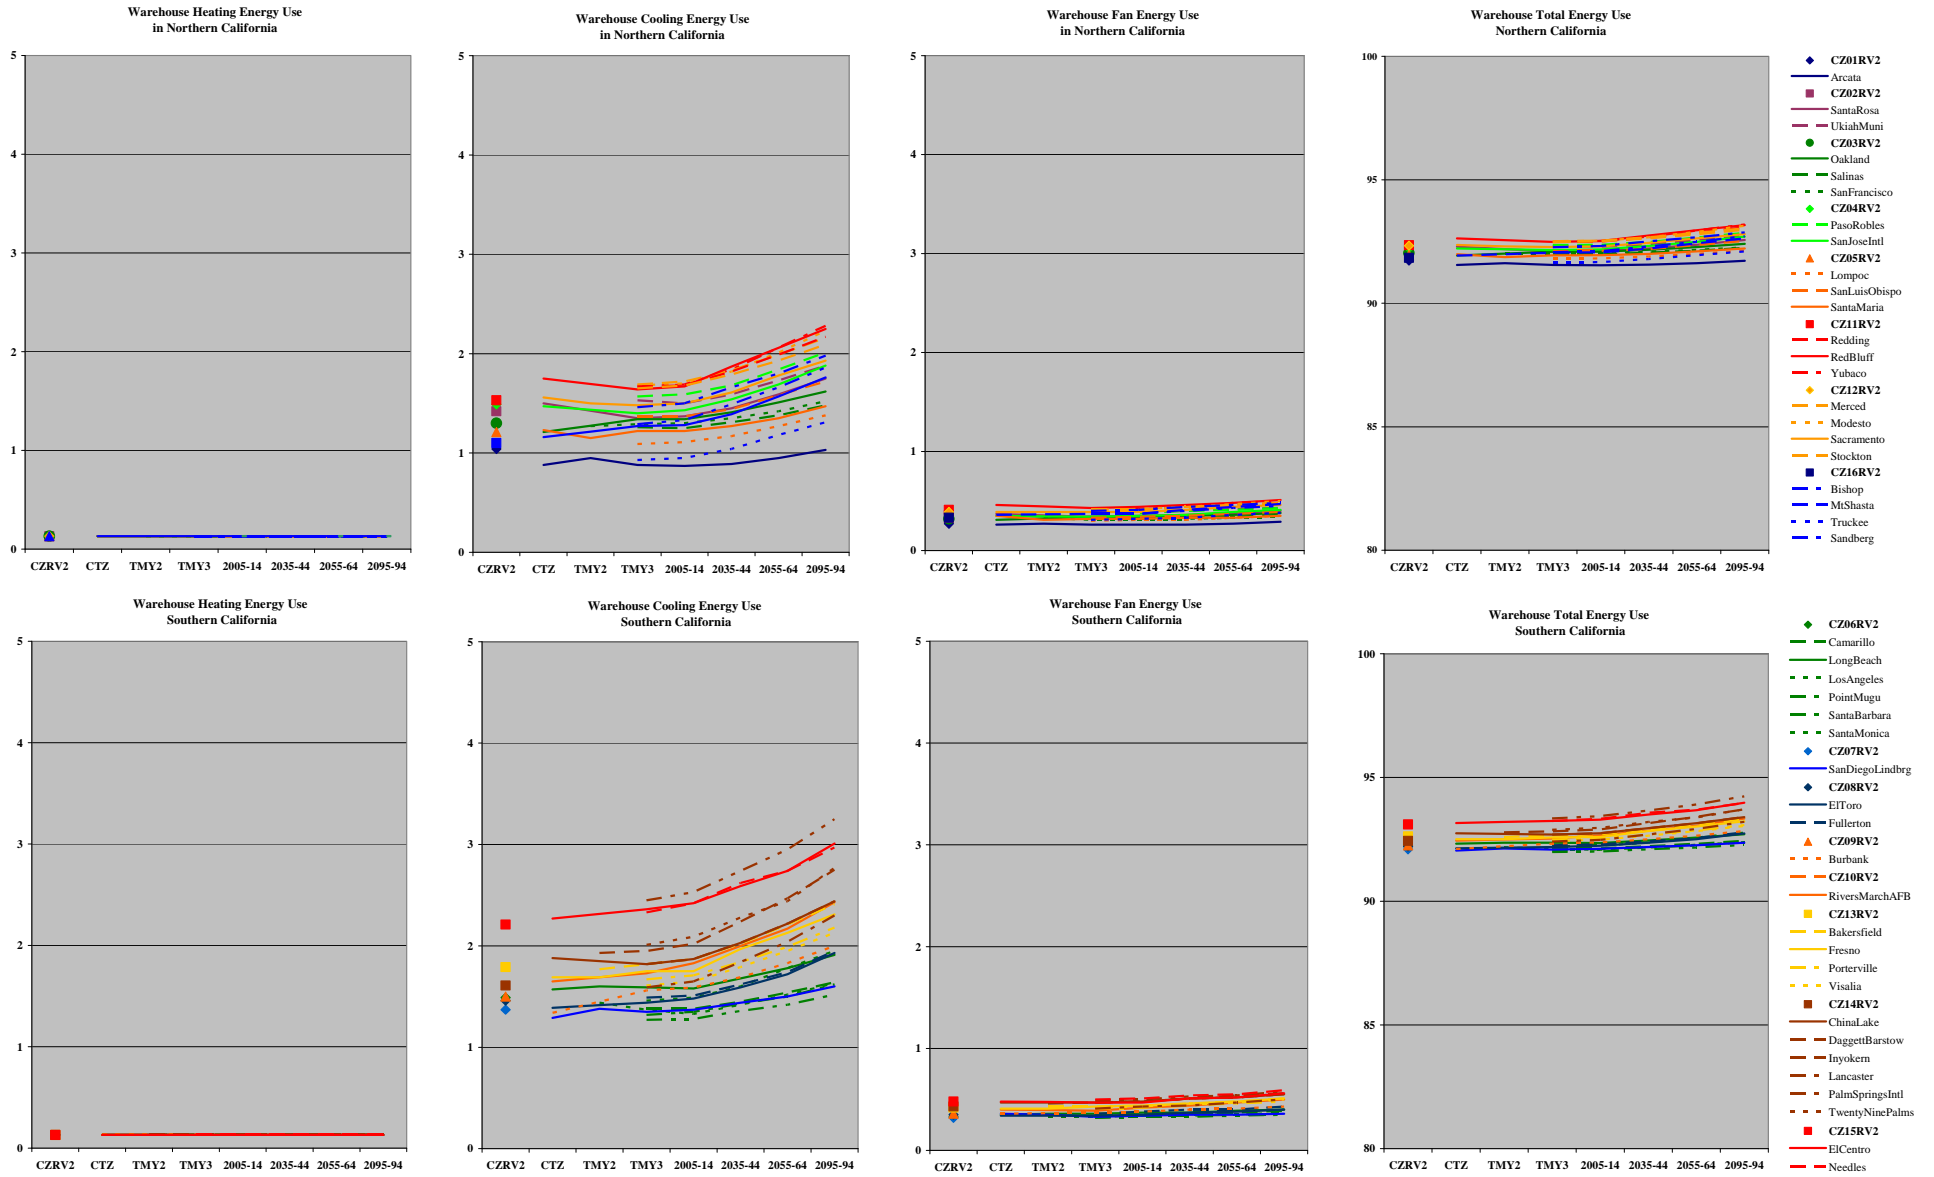 Warehouse Heating Energy Use
in Northern California
5
4
3
2
1
0
CZRV2 CTZ TMY2 TMY3 2005-14 2035-44 2055-64 2095-94
Warehouse Cooling Energy Use
in Northern California
5
4
3
2
1
0
CZRV2 CTZ TMY2 TMY3 2005-14 2035-44 2055-64 2095-94
Warehouse Fan Energy Use
in Northern California
5
4
3
2
1
0
CZRV2 CTZ TMY2 TMY3 2005-14 2035-44 2055-64 2095-94
Warehouse Total Energy Use
Northern California
100
95
90
85
80
CZRV2 CTZ TMY2 TMY3 2005-14 2035-44 2055-64 2095-94
CZ01RV2
Arcata
CZ02RV2
SantaRosa
UkiahMuni
CZ03RV2
Oakland
Salinas
SanFrancisco
CZ04RV2
PasoRobles
SanJoseIntl
CZ05RV2
Lompoc
SanLuisObispo
SantaMaria
CZ11RV2
Redding
RedBluff
Yubaco
CZ12RV2
Merced
Modesto
Sacramento
Stockton
CZ16RV2
Bishop
MtShasta
Truckee
Sandberg
Warehouse Heating Energy Use
Southern California
5
4
3
2
1
0
CZRV2 CTZ TMY2 TMY3 2005-14 2035-44 2055-64 2095-94
Warehouse Cooling Energy Use
Southern California
5
4
3
2
1
0
CZRV2 CTZ TMY2 TMY3 2005-14 2035-44 2055-64 2095-94
Warehouse Fan Energy Use
Southern California
5
4
3
2
1
0
CZRV2 CTZ TMY2 TMY3 2005-14 2035-44 2055-64 2095-94
Warehouse Total Energy Use
Southern California
100
95
90
85
80
CZRV2 CTZ TMY2 TMY3 2005-14 2035-44 2055-64 2095-94
CZ06RV2
Camarillo
LongBeach
LosAngeles
PointMugu
SantaBarbara
SantaMonica
CZ07RV2
SanDiegoLindbrg
CZ08RV2
ElToro
Fullerton
CZ09RV2
Burbank
CZ10RV2
RiversMarchAFB
CZ13RV2
Bakersfield
Fresno
Porterville
Visalia
CZ14RV2
ChinaLake
DaggettBarstow
Inyokern
Lancaster
PalmSpringsIntl
TwentyNinePalms
CZ15RV2
ElCentro
Needles